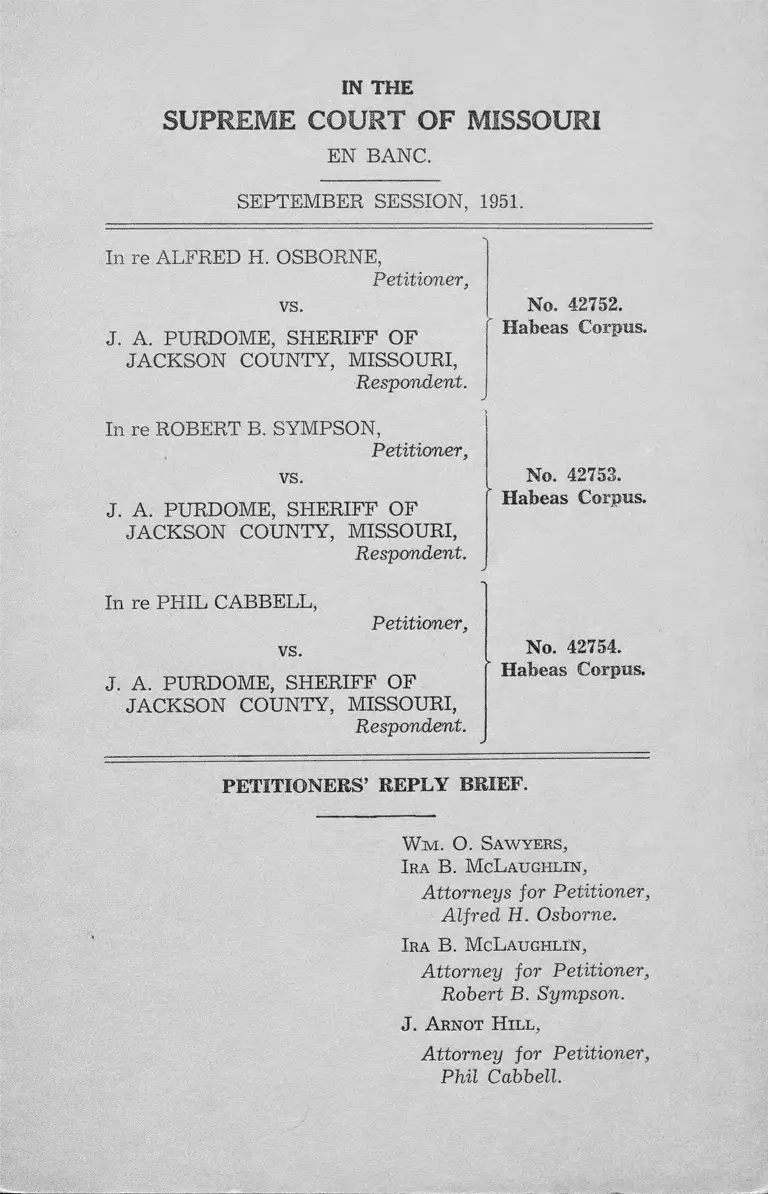 IN THE
SUPREME COURT OF MISSOURI
EN BANC.
SEPTEMBER SESSION, 1951.
In re ALFRED H. OSBORNE,
Petitioner,
vs.
J. A. PURDOME, SHERIFF OF
JACKSON COUNTY, MISSOURI,
Respondent.
No. 42752.
Habeas Corpus.
In re ROBERT B. SYMPSON,
Petitioner,
vs.
J. A. PURDOME, SHERIFF OF
JACKSON COUNTY, MISSOURI,
Respondent.
No. 42753.
Habeas Corpus.
In re PHIL CABBELL,
Petitioner,
vs.
J. A. PURDOME, SHERIFF OF
JACKSON COUNTY, MISSOURI,
Respondent.
No. 42754.
Habeas Corpus.
PETITIONERS' REPLY BRIEF.
WM. O. SAWYERS,
IRA B. MCLAUGHLIN,
Attorneys for Petitioner,
Alfred H. Osborne.
IRA B. MCLAUGHLIN,
Attorney for Petitioner,
Robert B. Sympson.
J. ARNOT HILL,
Attorney for Petitioner,
Phil Cabbell.